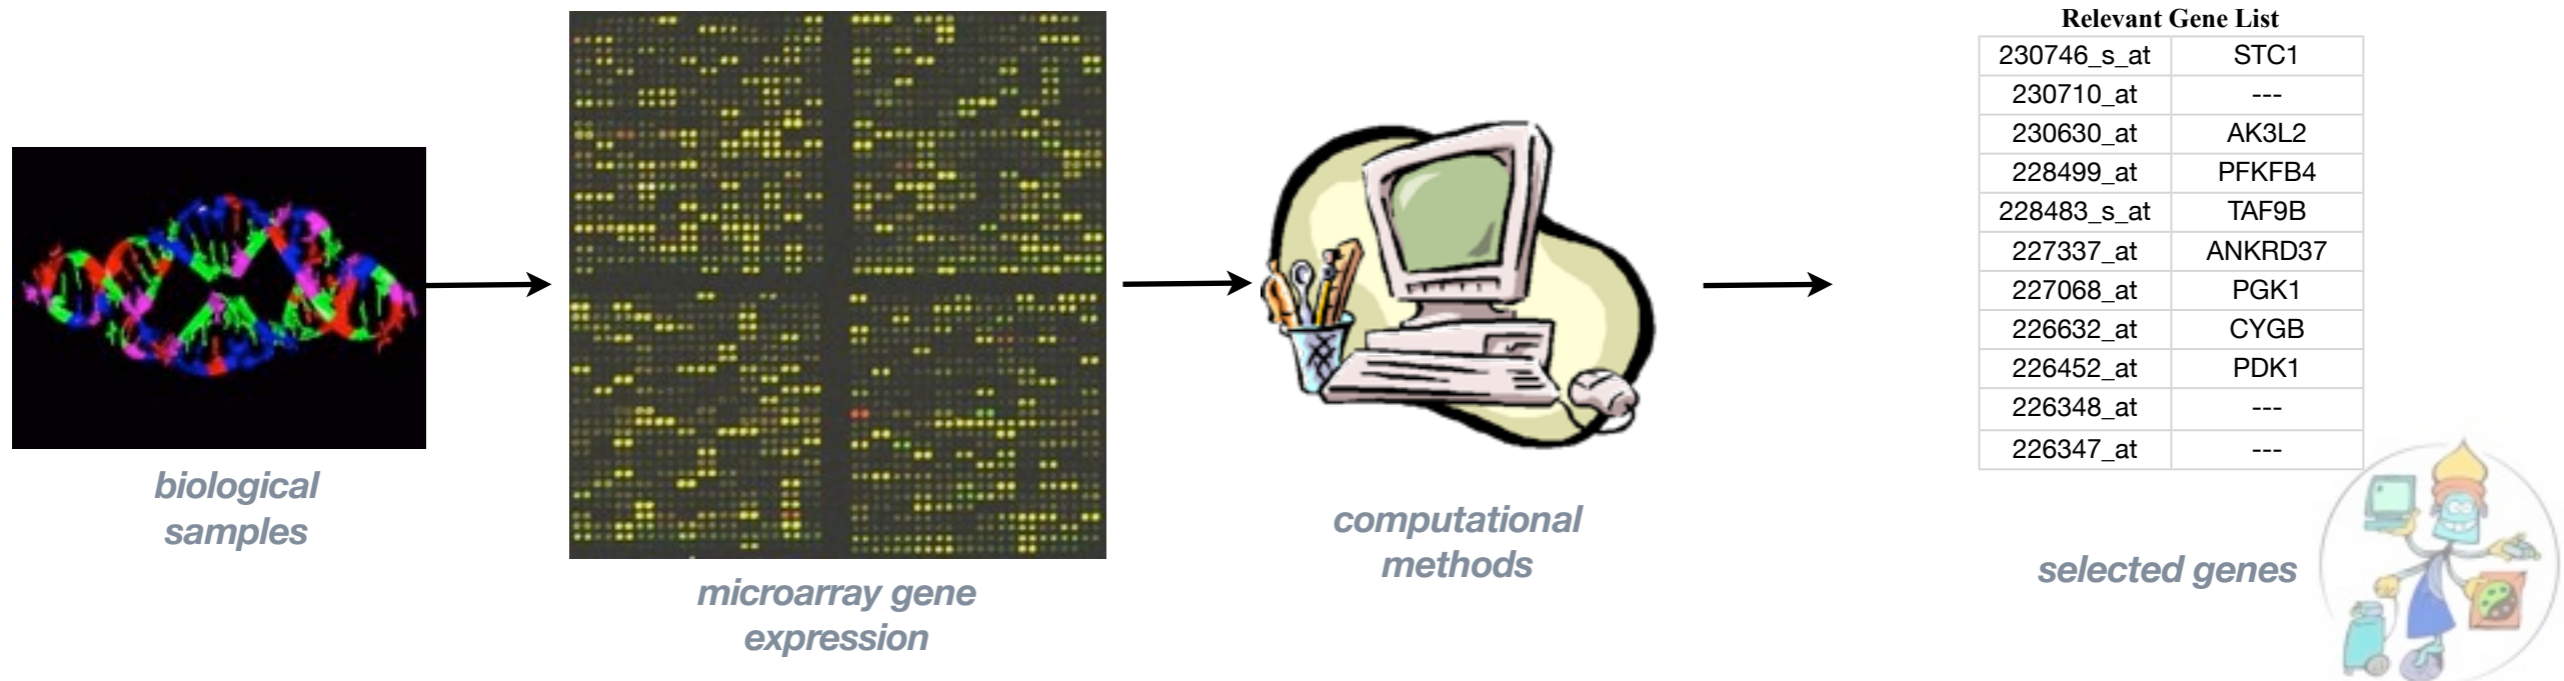 biological
samples
microarray gene
expression
computational
methods
Relevant Gene List
230746_s_at STC1
230710_at ---
230630_at AK3L2
228499_at PFKFB4
228483_s_at TAF9B
227337_at ANKRD37
227068_at PGK1
226632_at CYGB
226452_at PDK1
226348_at ---
226347_at ---
selected genes